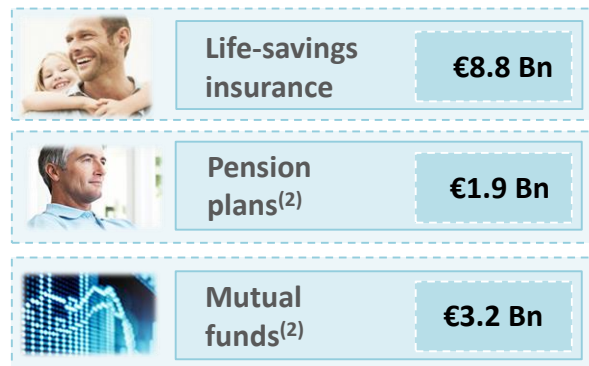 Life-savings
insurance
€8.8 Bn
Pension
plans(2)
€1.9 Bn
Mutual
funds(2)
€3.2 Bn